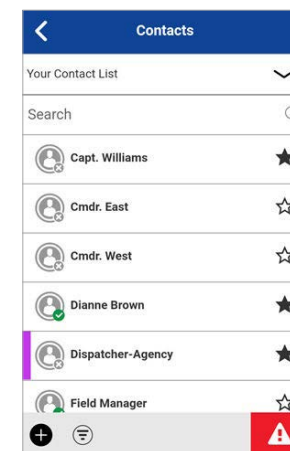 Contacts
Your Contact List
Search
Capt. Williams
Cmdr. East
Cmdr. West
Dianne Brown
Dispatcher-Agency
Field Manager